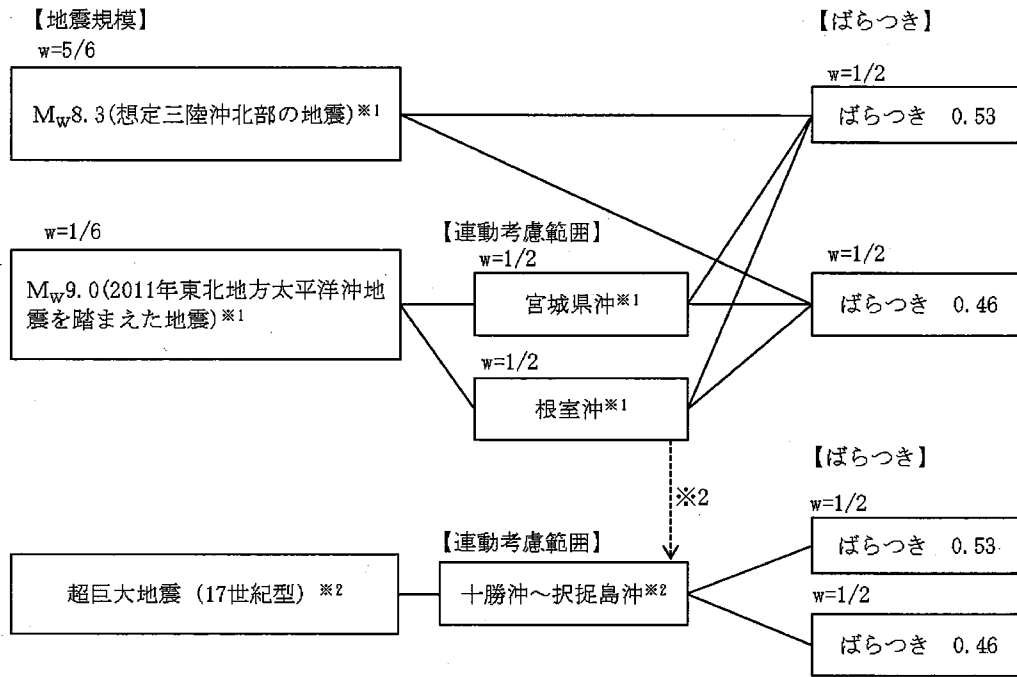 【地震規模】
w=5/6
Mw8.3(想定三陸沖北部の地震)※1
【ばらつき】
w=1/2
ばらつき 0.53
w=1/6
Mw9.0(2011年東北地方太平洋沖地
震を踏まえた地震)※1
【連動考慮範囲】
w=1/2
宮城県沖※1
w=1/2
根室沖※1
w=1/2
ばらつき 0.46
※2
超巨大地震 (17世紀型) ※2
【連動考慮範囲】
十勝沖～択捉島沖※2
【ばらつき】
w=1/2
ばらつき 0.53
w=1/2
ばらつき 0.46